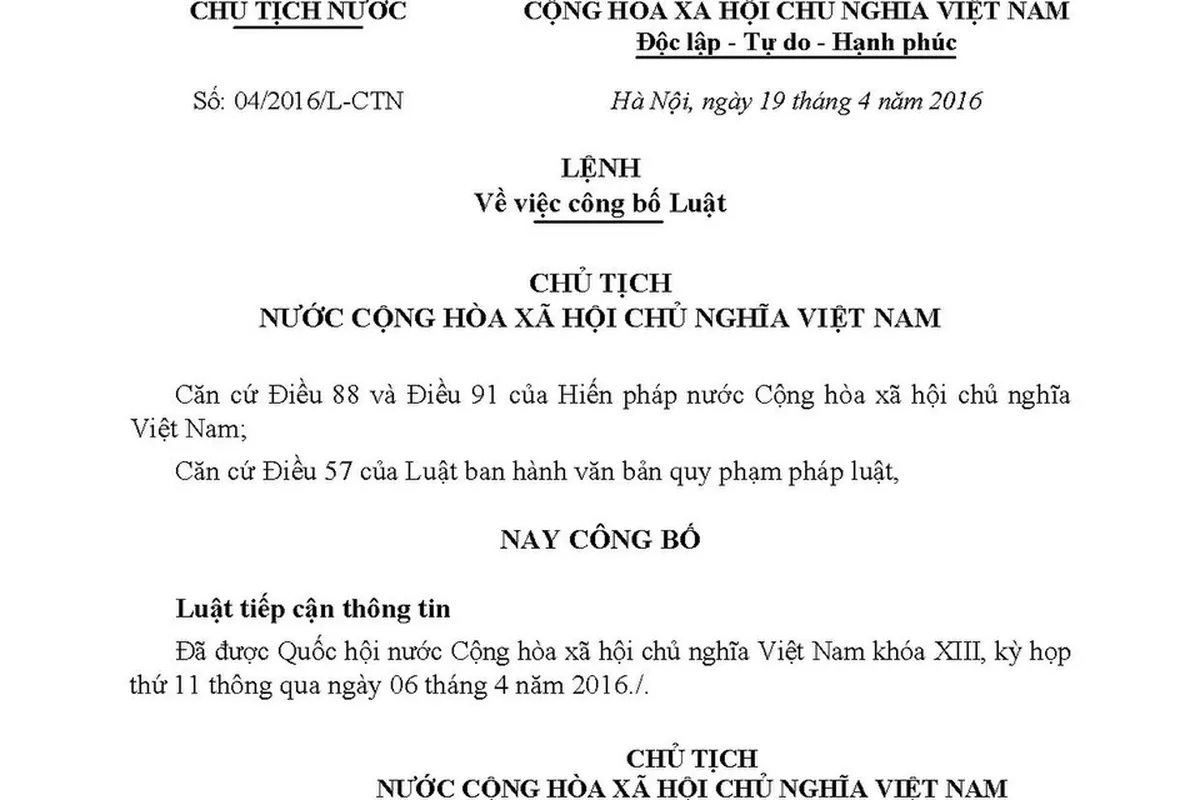 CHỦ TỊCH NƯỚC
CỘNG HÒA XÃ HỘI CHỦ NGHĨA VIỆT NAM
Độc lập - Tự do - Hạnh phúc
Số: 04/2016/L-CTN
Hà Nội, ngày 19 tháng 4 năm 2016
LỆNH
Về việc công bố Luật
CHỦ TỊCH
NƯỚC CỘNG HÒA XÃ HỘI CHỦ NGHĨA VIỆT NAM
Căn cứ Điều 88 và Điều 91 của Hiến pháp nước Cộng hòa xã hội chủ nghĩa
Việt Nam;
Căn cứ Điều 57 của Luật ban hành văn bản quy phạm pháp luật,
NAY CÔNG BỐ
Luật tiếp cận thông tin
Đã được Quốc hội nước Cộng hòa xã hội chủ nghĩa Việt Nam khóa XIII, kỳ họp
thứ 11 thông qua ngày 06 tháng 4 năm 2016./.
CHỦ TỊCH
NƯỚC CỘNG HÒA XÃ HỘI CHỦ NGHĨA VIỆT NAM